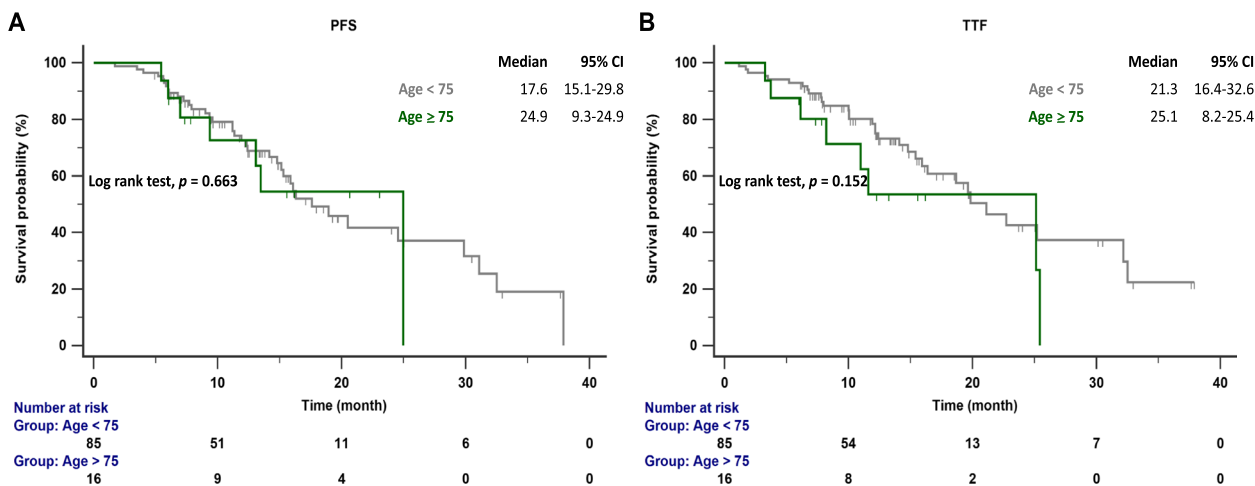 A
PFS
Median 95% CI
Age < 75 17.6 15.1-29.8
Age ≥ 75 24.9 9.3-24.9
Log rank test, p = 0.663
Survival probability (%)
100
80
60
40
20
0
0 10 20 30 40
Time (month)
Number at risk
Group: Age < 75
85 51 11 6 0
Group: Age > 75
16 9 4 0 0
B
TTF
Median 95% CI
Age < 75 21.3 16.4-32.6
Age ≥ 75 25.1 8.2-25.4
Log rank test, p = 0.152
Survival probability (%)
100
80
60
40
20
0
0 10 20 30 40
Time (month)
Number at risk
Group: Age < 75
85 54 13 7 0
Group: Age > 75
16 8 2 0 0